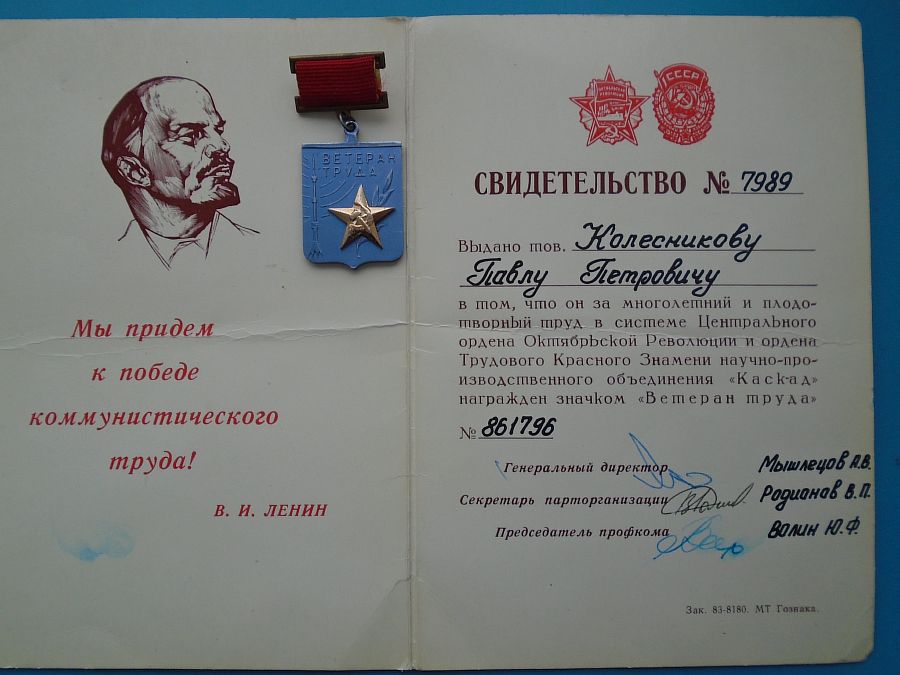 ВЕТЕРАН
ТРУДА
Мы придем
к победе
коммунистического
труда!
В. И. ЛЕНИН
ОКТЯБРЬСКАЯ
РЕВОЛЮЦИЯ
СССР
СВИДЕТЕЛЬСТВО № 7989
Выдано тов. Колесникову
Павлу Петровичу
в том, что он за многолетний и плодо-
творный труд в системе Центрального
ордена Октябрьской Революции и ордена
Трудового Красного Знамени научно-про-
изводственного объединения «Каскад»
награжден значком «Ветеран труда»
№ 861796
Генеральный директор Мышлецов А.В.
Секретарь парторганизации Родианов В.П.
Председатель профкома Волин Ю.Ф.
Зак. 83-8180. МТ Гознака.